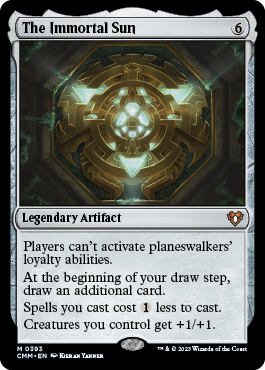 The Immortal Sun 6
Legendary Artifact
Players can't activate planeswalkers'
loyalty abilities.
At the beginning of your draw step,
draw an additional card.
Spells you cast cost 1 less to cast.
Creatures you control get +1/+1.
M 0393
CMM • EN KIERAN YANNER
™ & © 2023 Wizards of the Coast